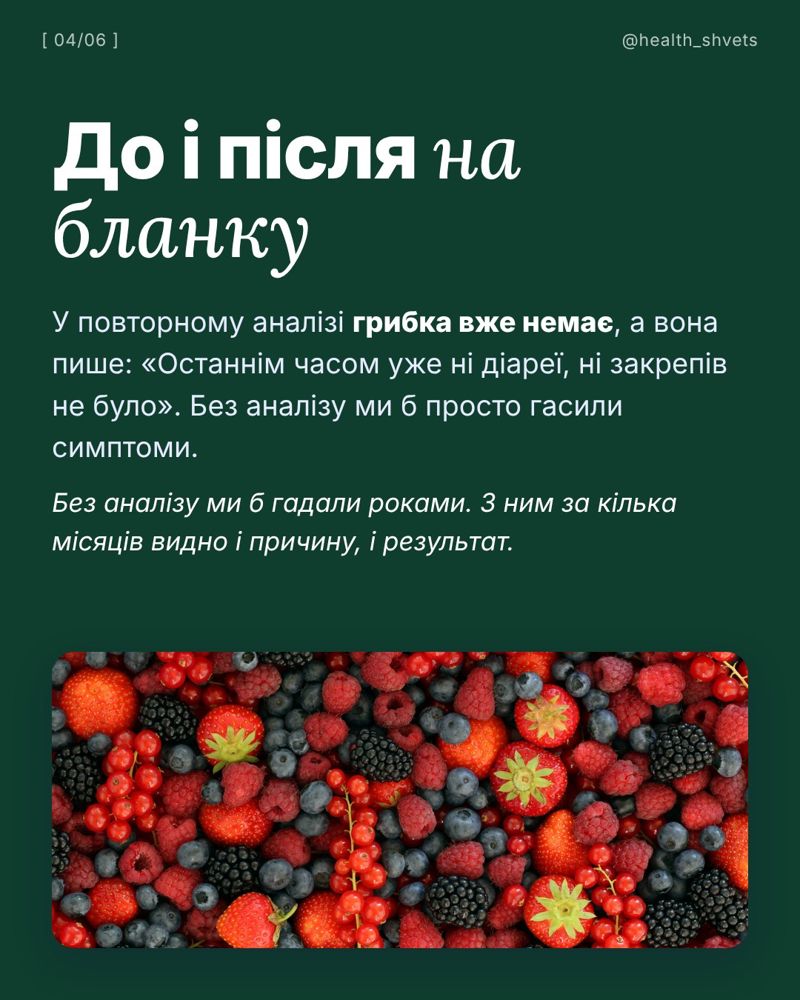 [ 04/06 ]
@health_shvets
До і після на
бланку
У повторному аналізі грибка вже немає, а вона
пише: «Останнім часом уже ні діареї, ні закрепів
не було». Без аналізу ми б просто гасили
симптоми.
Без аналізу ми б гадали роками. З ним за кілька
місяців видно і причину, і результат.